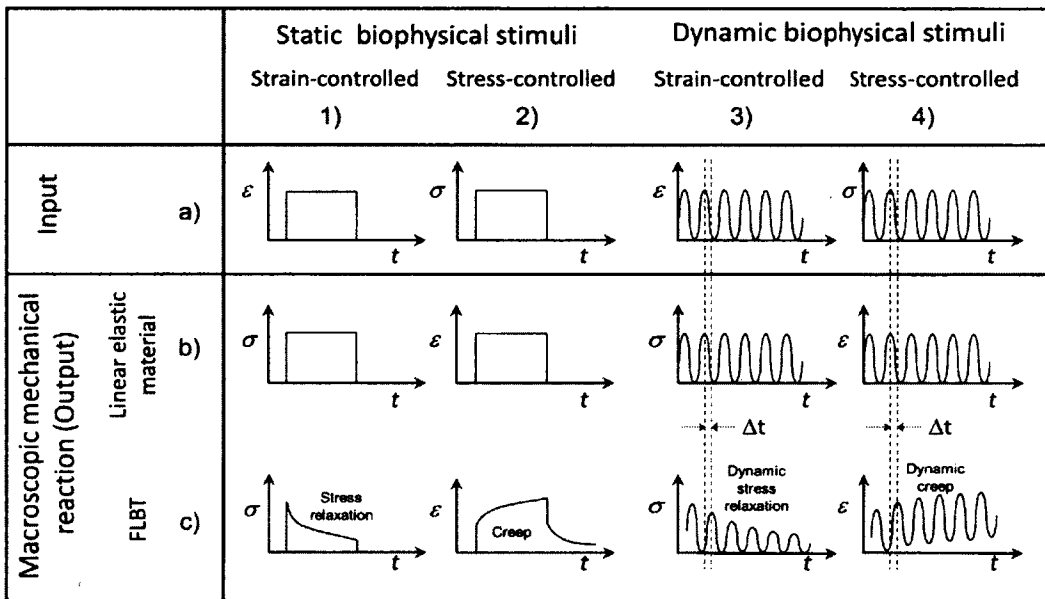 Static biophysical stimuli
Dynamic biophysical stimuli
Strain-controlled
Stress-controlled
Strain-controlled
Stress-controlled
1)
2)
3)
4)
Input
a)
ε
t
σ
t
ε
t
σ
t
Macroscopic mechanical
reaction (Output)
Linear elastic
material
b)
σ
t
ε
t
σ
t
ε
t
Δt
Δt
FLBT
c)
σ
Stress
relaxation
t
ε
Creep
t
σ
Dynamic
stress
relaxation
t
ε
Dynamic
creep
t